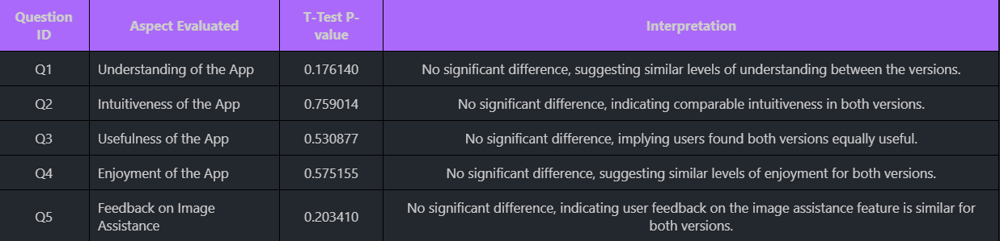 Question ID Aspect Evaluated T-Test P-value Interpretation
Q1 Understanding of the App 0.176140 No significant difference, suggesting similar levels of understanding between the versions.
Q2 Intuitiveness of the App 0.759014 No significant difference, indicating comparable intuitiveness in both versions.
Q3 Usefulness of the App 0.530877 No significant difference, implying users found both versions equally useful.
Q4 Enjoyment of the App 0.575155 No significant difference, suggesting similar levels of enjoyment for both versions.
Q5 Feedback on Image Assistance 0.203410 No significant difference, indicating user feedback on the image assistance feature is similar for both versions.